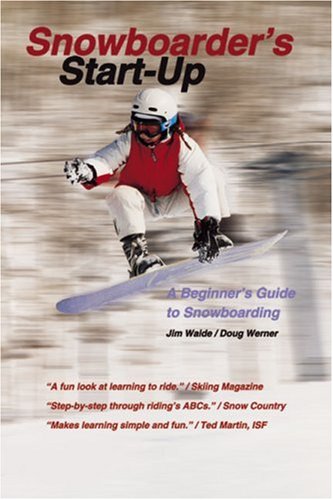 Snowboarder's
Start-Up
A Beginner's Guide
to Snowboarding
Jim Waide / Doug Werner
"A fun look at learning to ride." / Skiing Magazine
"Step-by-step through riding's ABCs." / Snow Country
"Makes learning simple and fun." / Ted Martin, ISF